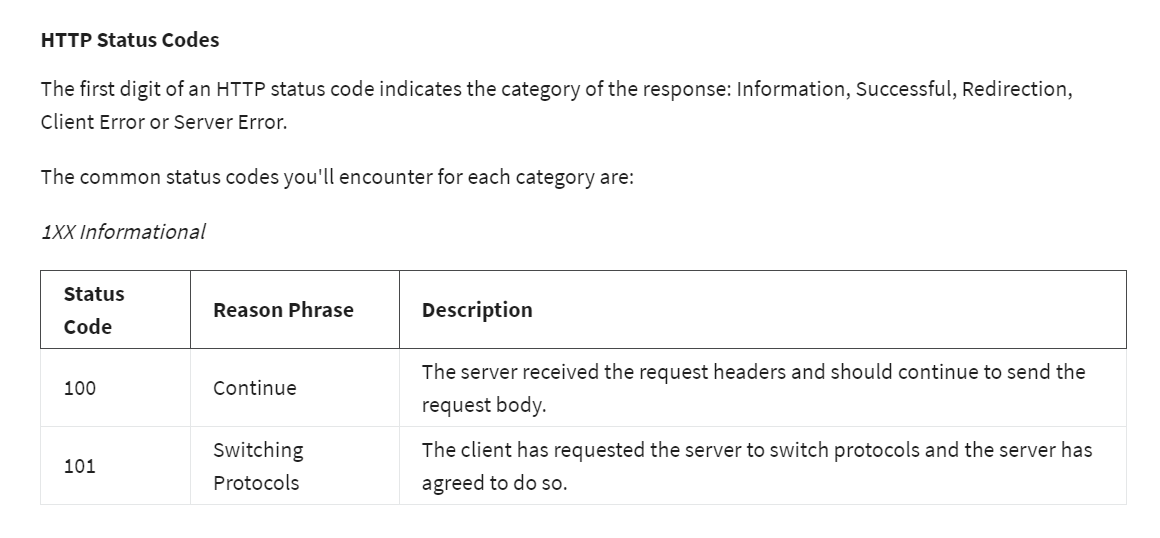 HTTP Status Codes
The first digit of an HTTP status code indicates the category of the response: Information, Successful, Redirection,
Client Error or Server Error.
The common status codes you'll encounter for each category are:
1XX Informational
Status
Code
Reason Phrase
Description
100
Continue
The server received the request headers and should continue to send the
request body.
101
Switching
Protocols
The client has requested the server to switch protocols and the server has
agreed to do so.